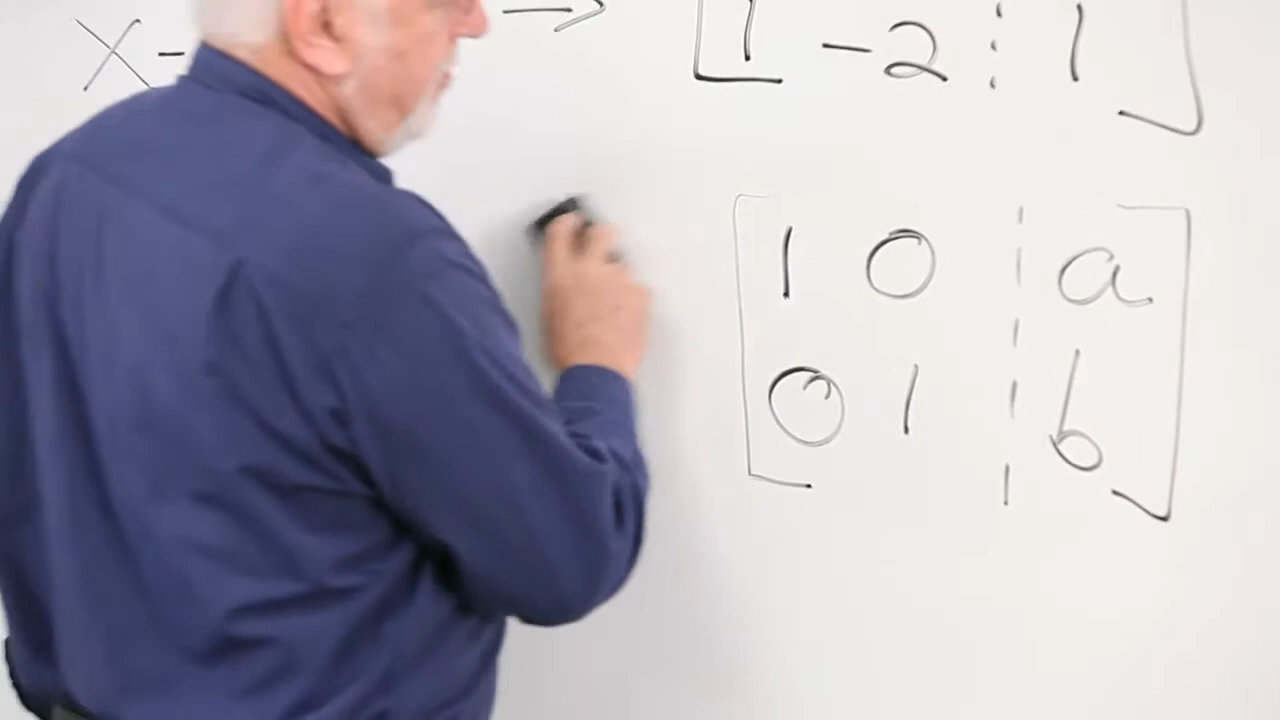 x - → [ 1 -2 ⋮ 1 ]
[ 1 0 ¦ a
0 1 ¦ b ]